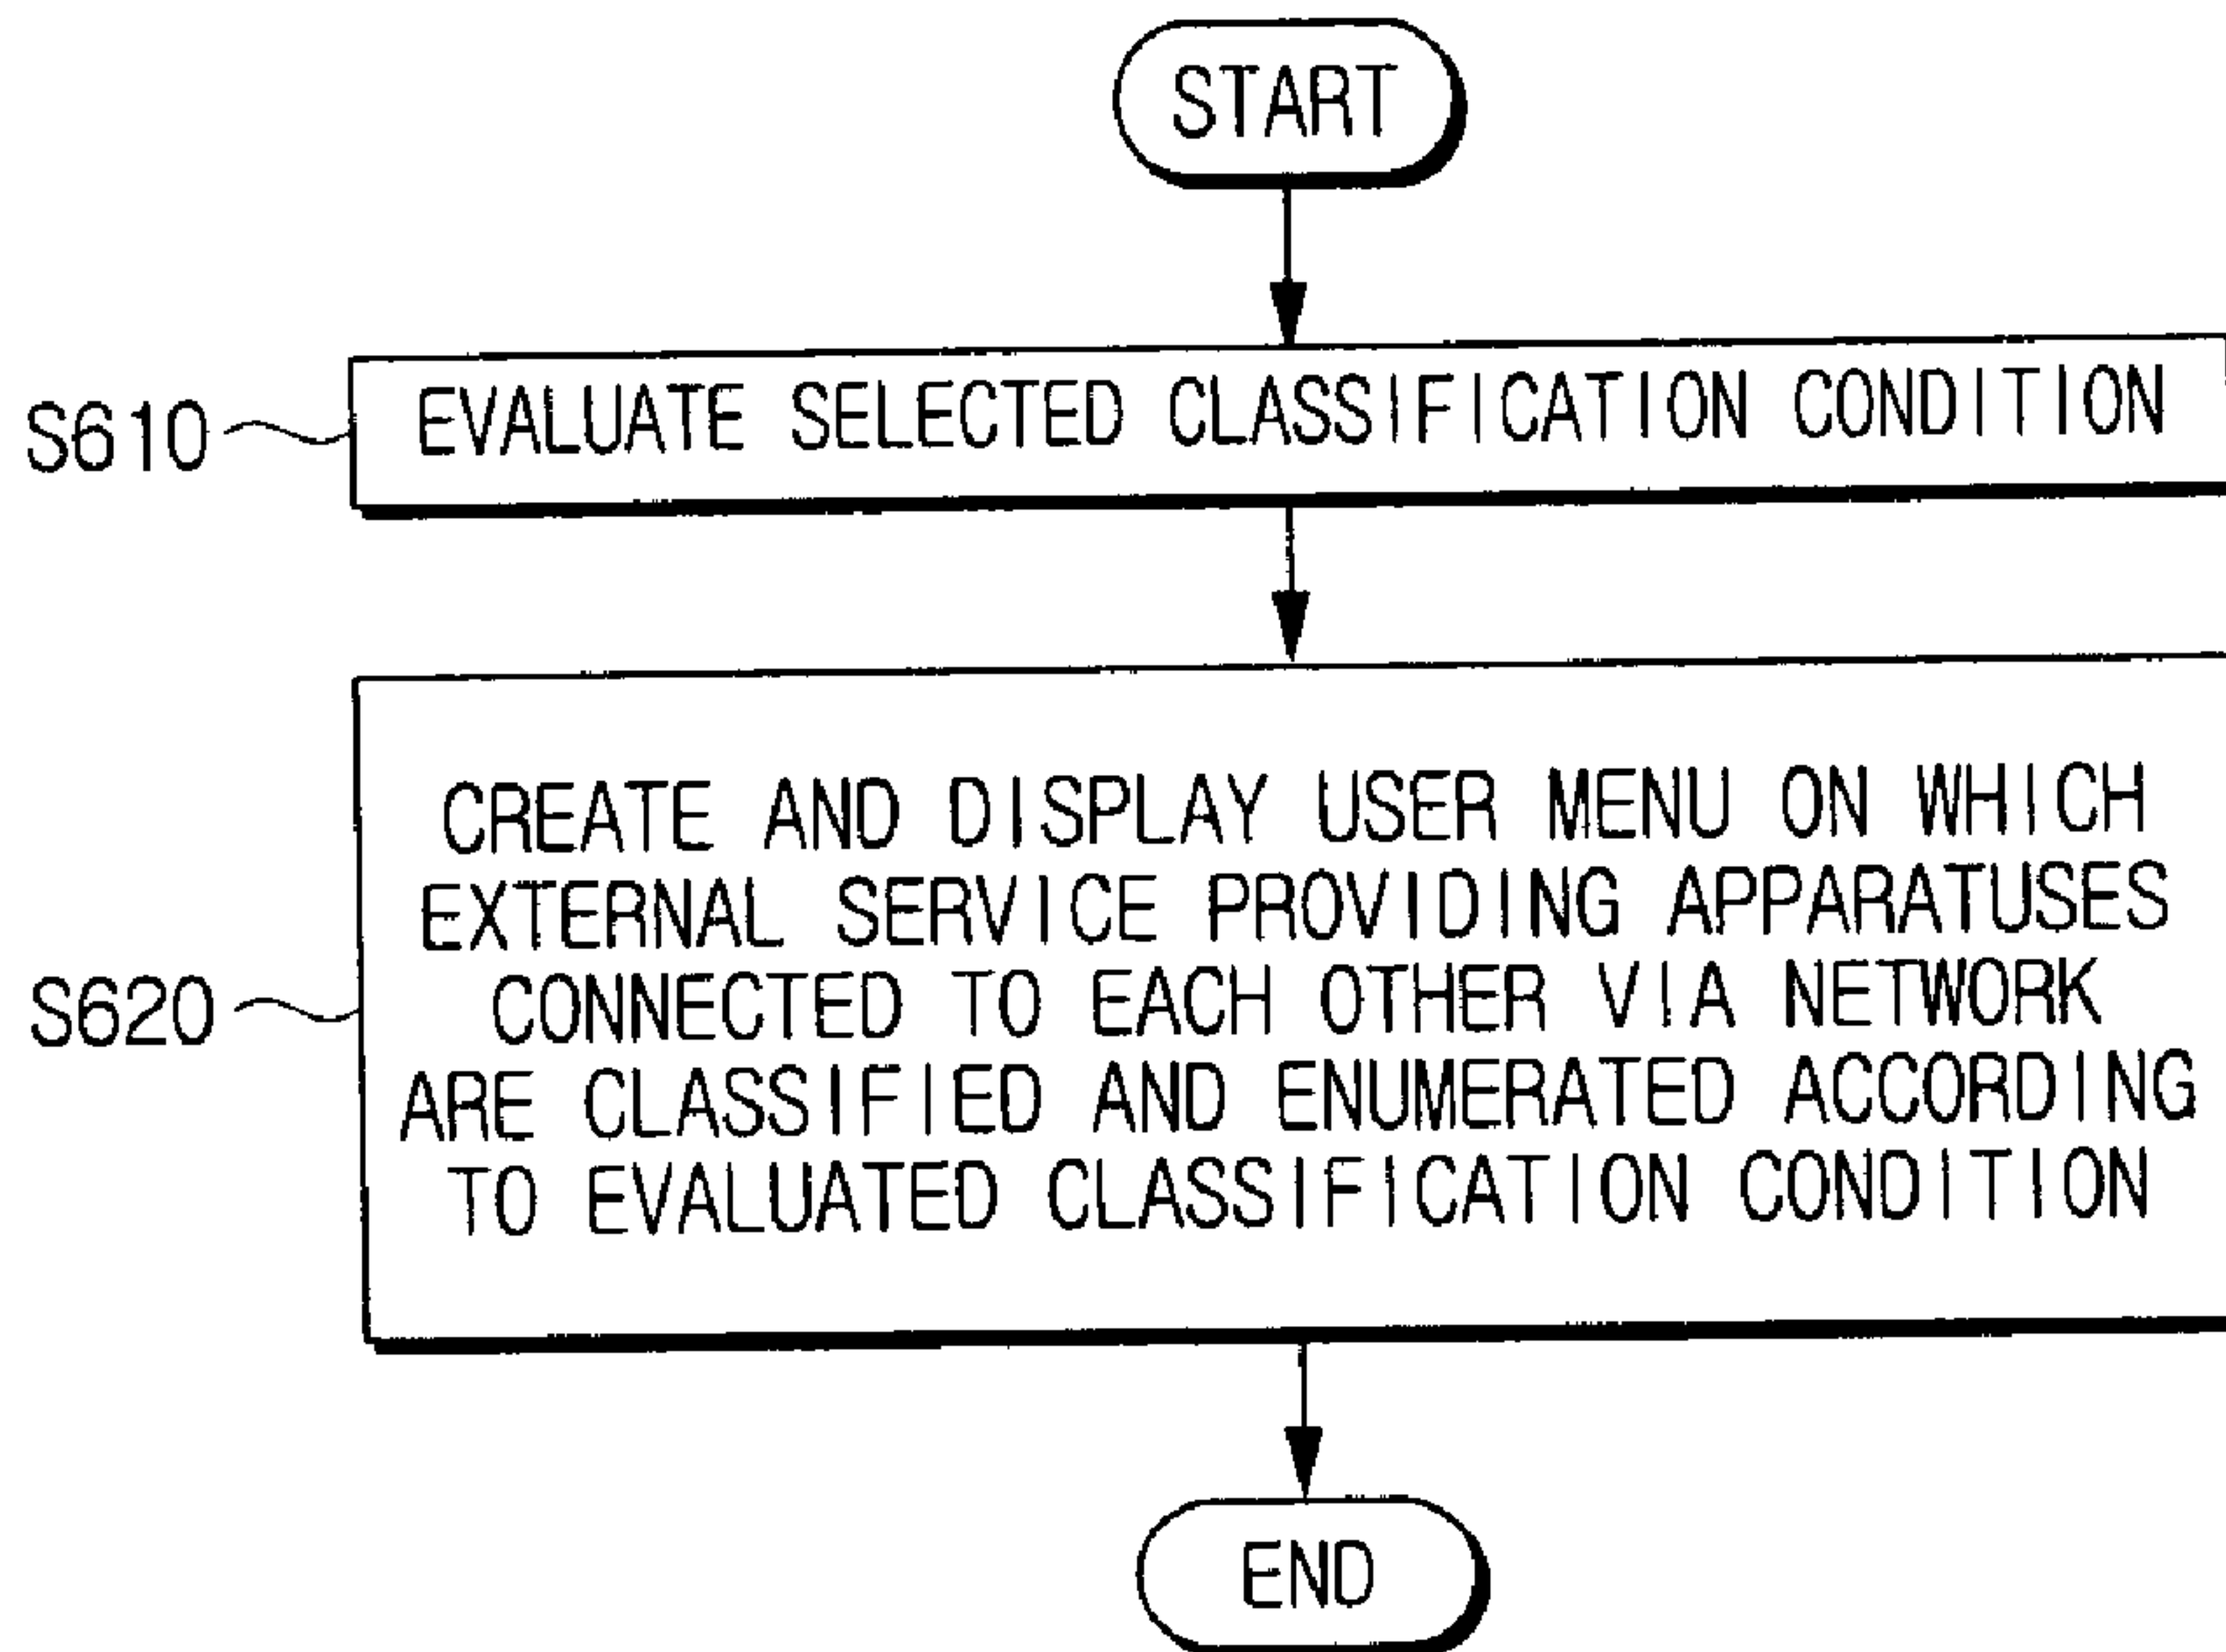 START
S610
EVALUATE SELECTED CLASSIFICATION CONDITION
S620
CREATE AND DISPLAY USER MENU ON WHICH
EXTERNAL SERVICE PROVIDING APPARATUSES
CONNECTED TO EACH OTHER VIA NETWORK
ARE CLASSIFIED AND ENUMERATED ACCORDING
TO EVALUATED CLASSIFICATION CONDITION
END